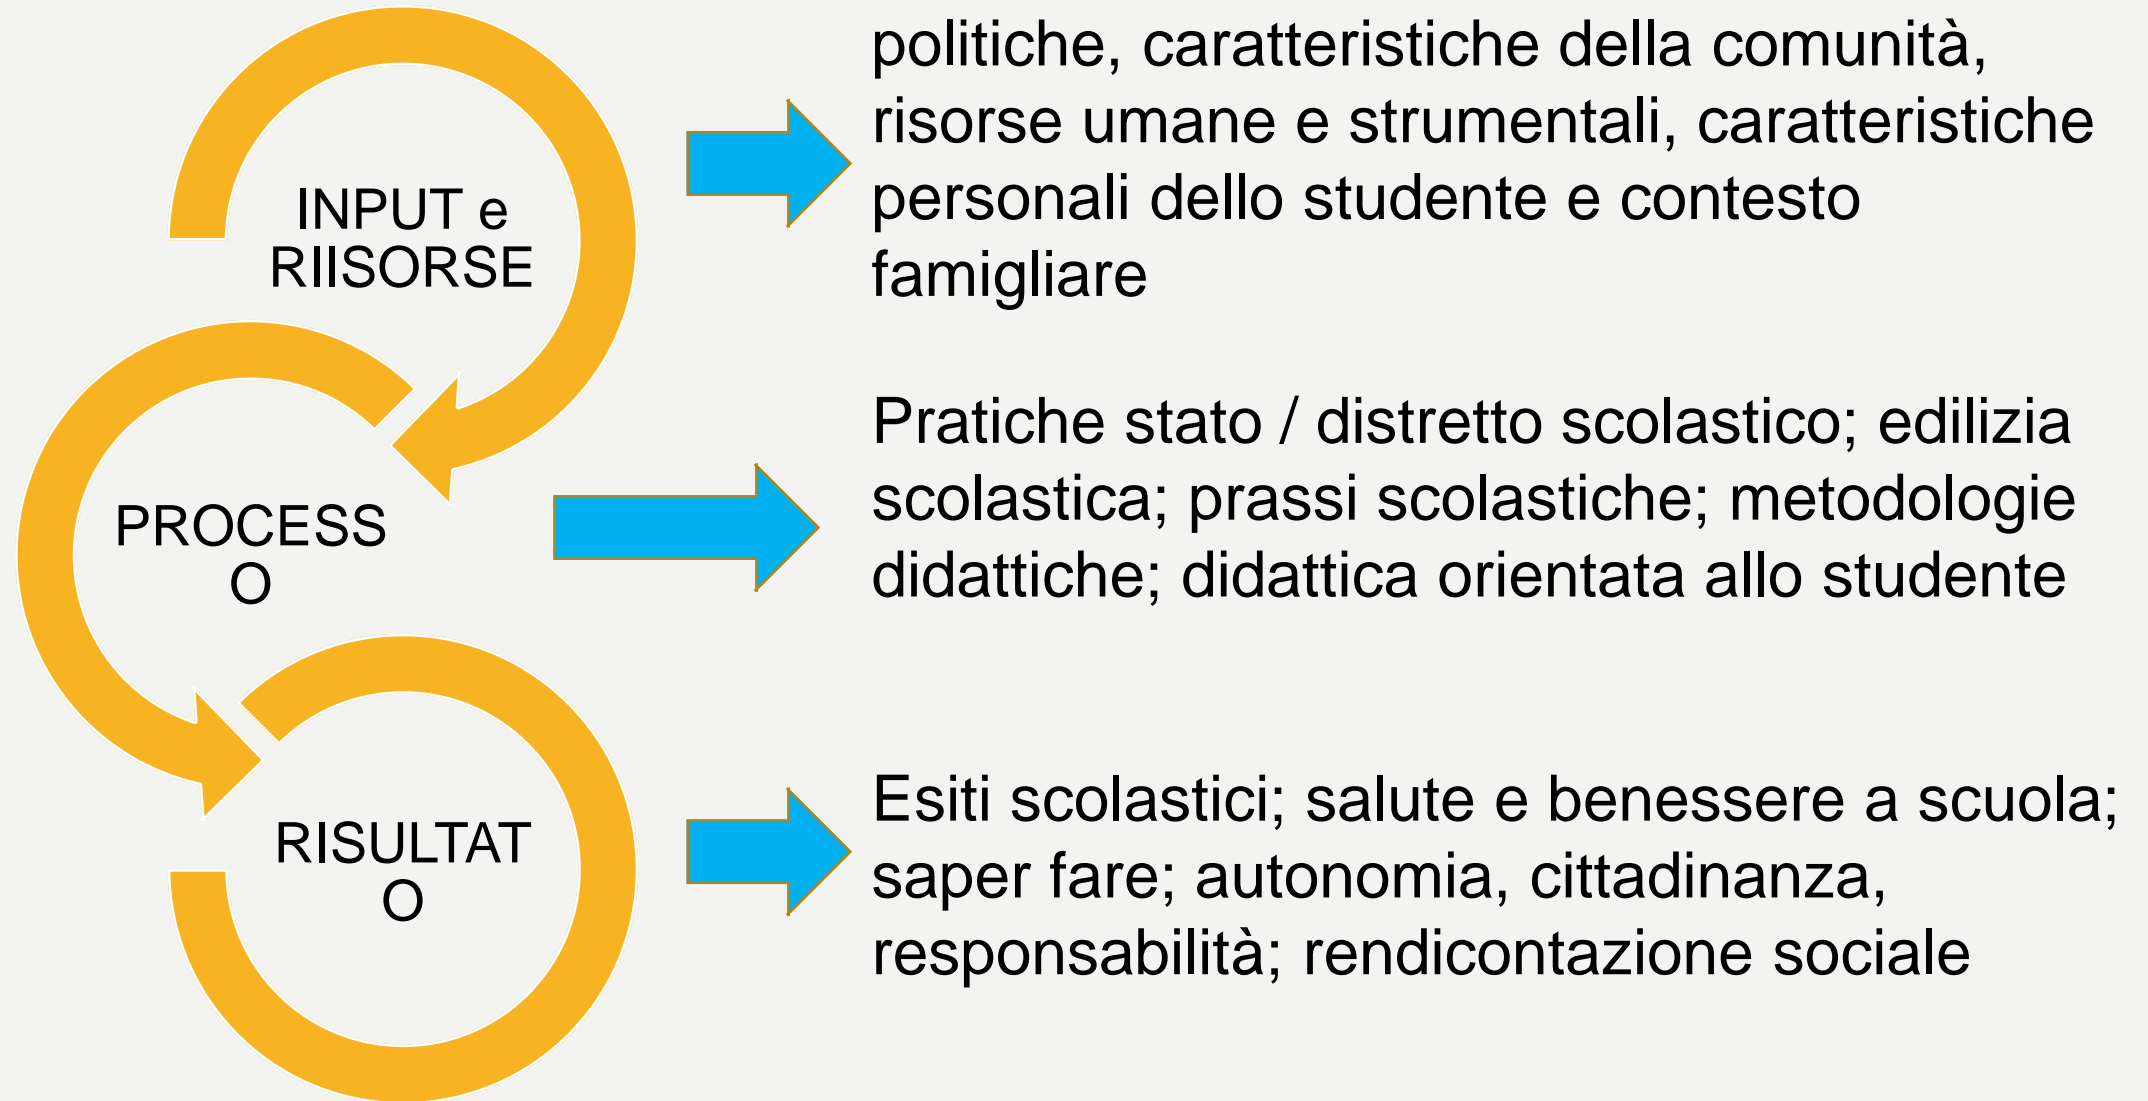 INPUT e
RIISORSE
politiche, caratteristiche della comunità,
risorse umane e strumentali, caratteristiche
personali dello studente e contesto
famigliare
PROCESS
O
Pratiche stato / distretto scolastico; edilizia
scolastica; prassi scolastiche; metodologie
didattiche; didattica orientata allo studente
RISULTAT
O
Esiti scolastici; salute e benessere a scuola;
saper fare; autonomia, cittadinanza,
responsabilità; rendicontazione sociale